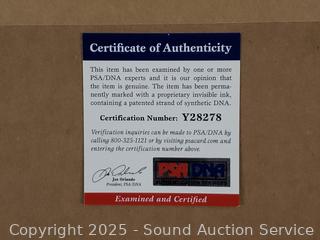 Certificate of Authenticity
This item has been examined by one or more
PSA/DNA experts and it is our opinion that
the item is genuine. The item has been perma-
nently marked with a proprietary invisible ink,
containing a patented strand of synthetic DNA.
Certification Number: Y28278
Verification inquiries can be made to PSA/DNA by
calling 800-325-1121 or by visiting psacard.com and
entering the certification number above.
Joe Orlando
President, PSA/DNA
PSA DNA
Examined and Certified
Copyright 2025 - Sound Auction Service